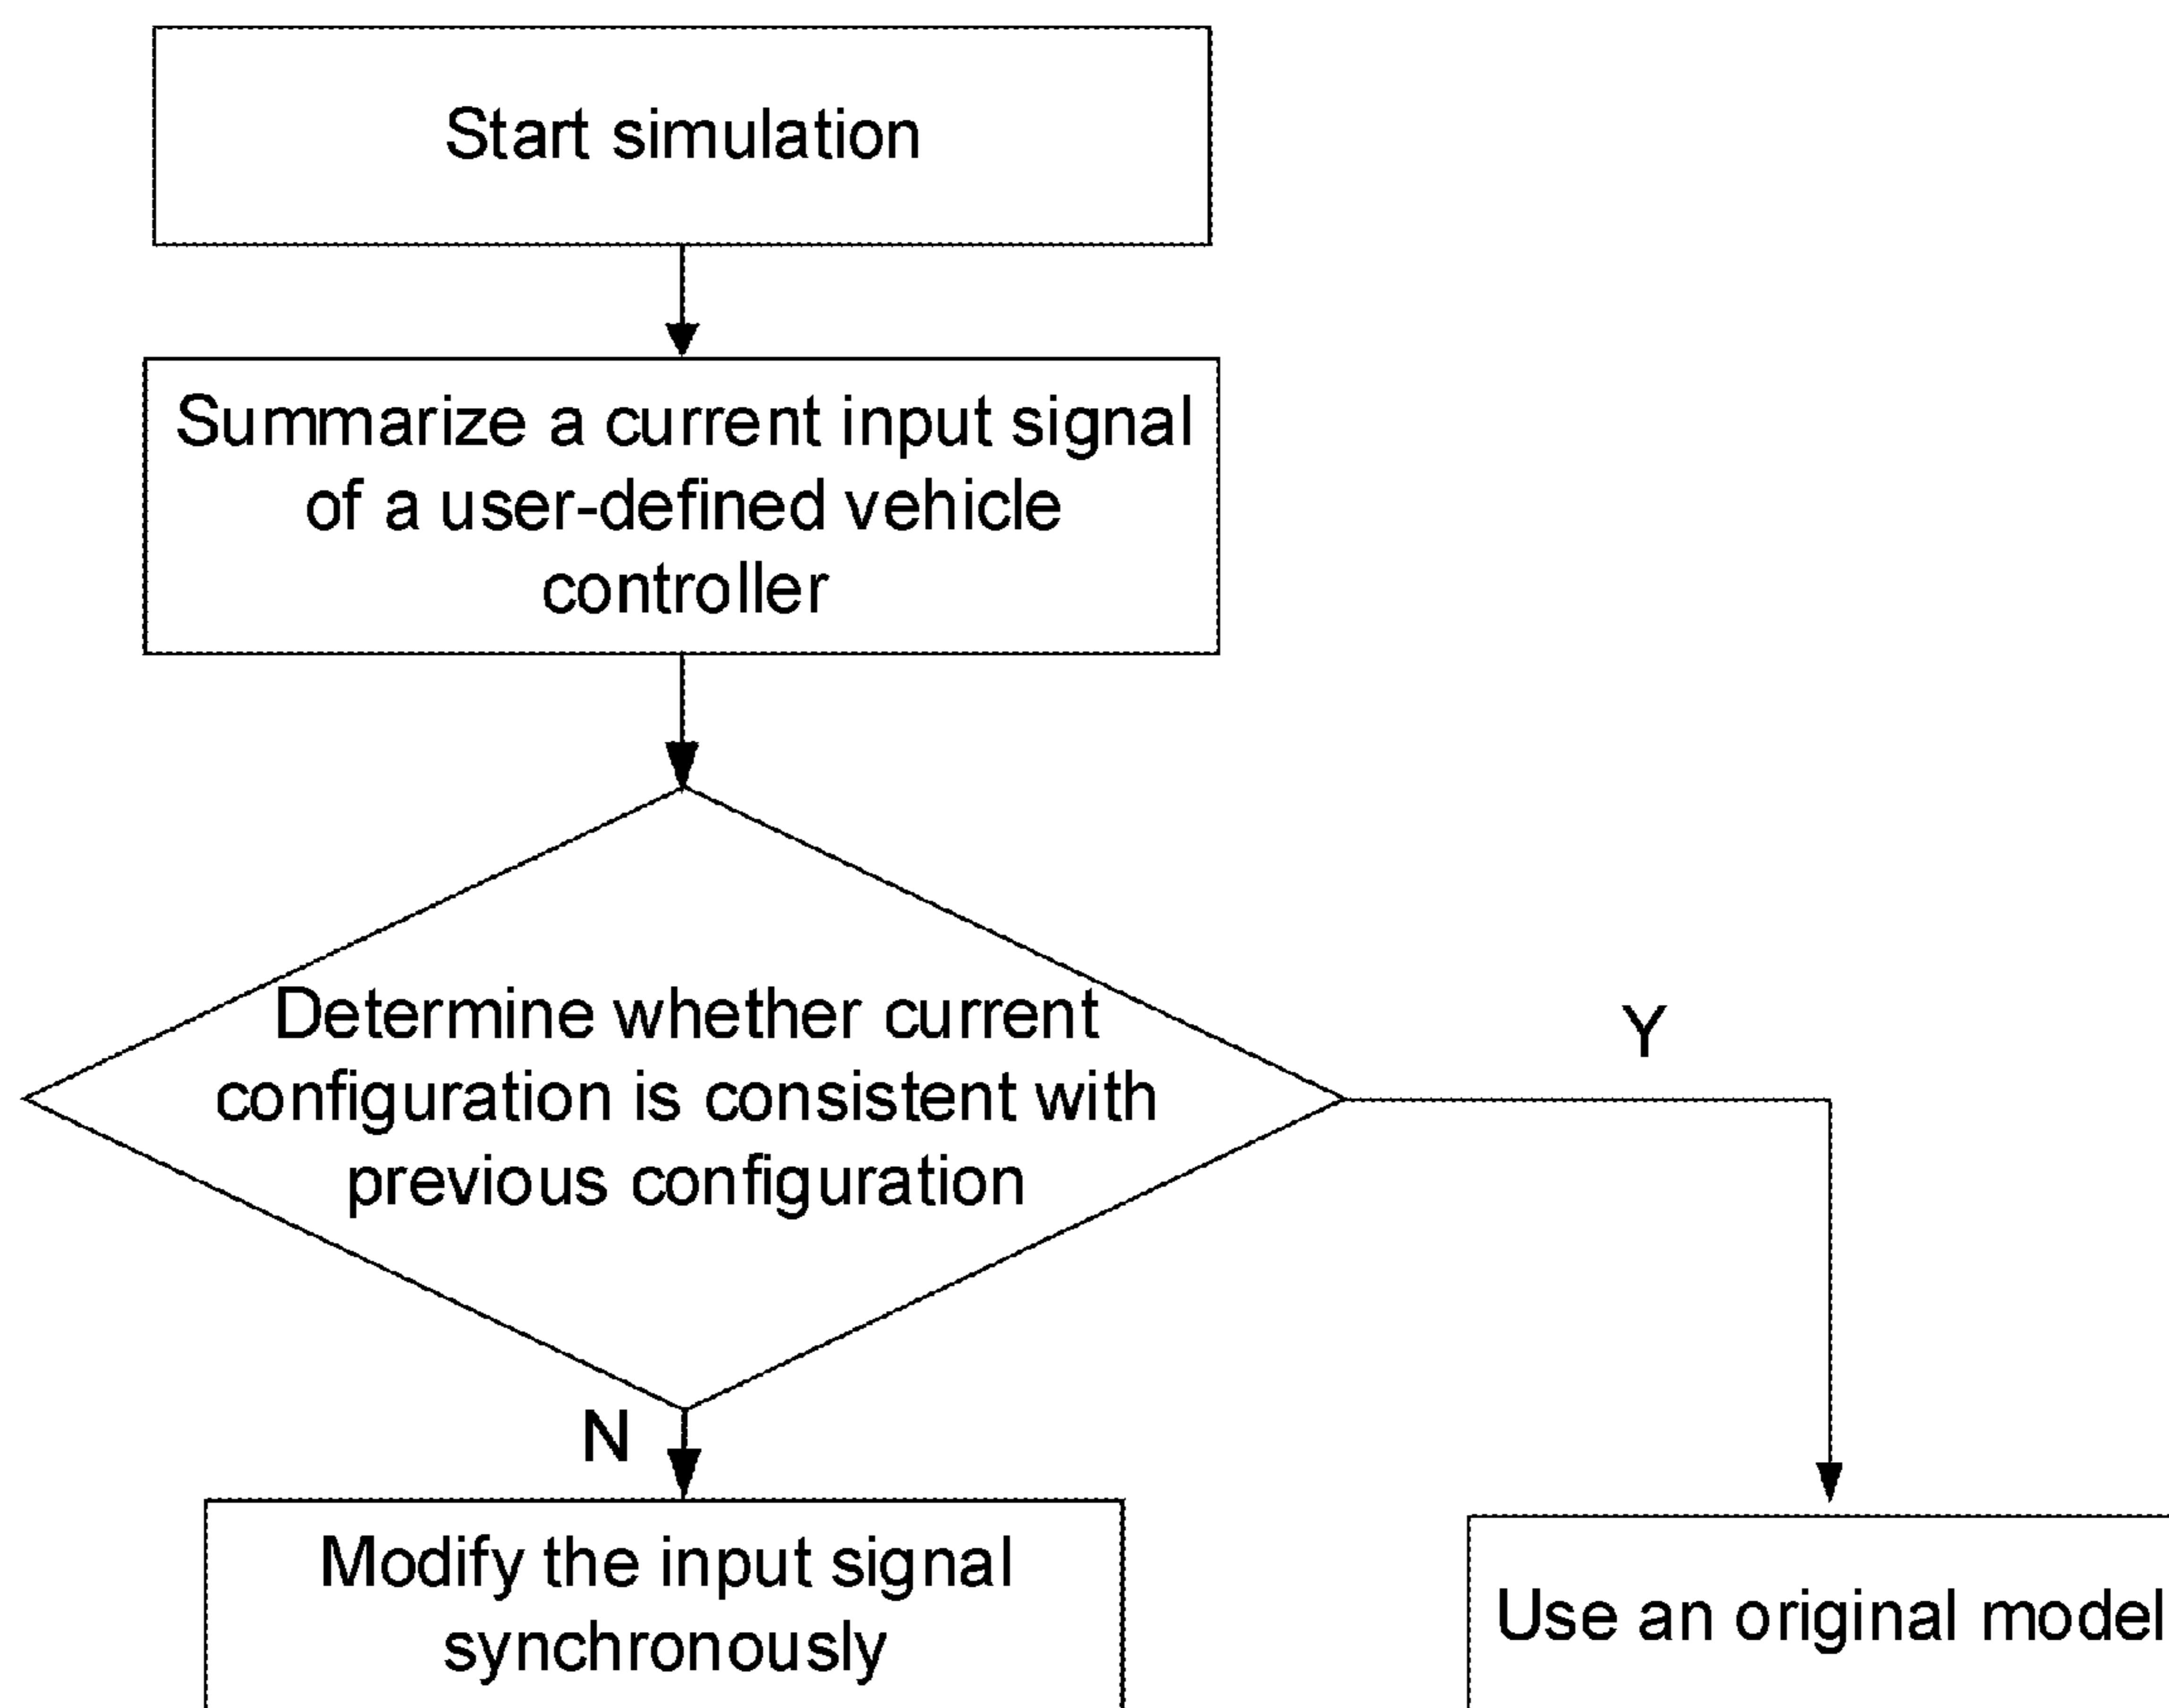 Start simulation
Summarize a current input signal
of a user-defined vehicle
controller
Determine whether current
configuration is consistent with
previous configuration
Y
N
Modify the input signal
synchronously
Use an original model